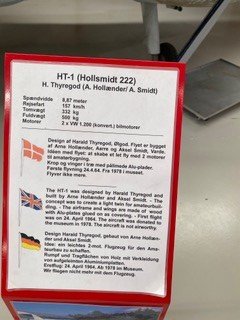 HT-1 (Hollsmidt 222)
H. Thyregod (A. Hollænder/ A. Smidt)
Spændvidde 8,87 meter
Rejsefart 157 km/h
Tomvægt 332 kg
Fuldvægt 500 kg
Motorer 2 x VW 1.200 (konvert.) bilmotorer
Design af Harald Thyregod, Ølgod. Flyet er bygget
af Arne Hollænder, Aarre og Aksel Smidt, Varde.
Ideen med flyet: at skabe et let fly med 2 motorer
til amatørbygning.
Krop og vinger i træ med pålimede Alu-plader.
Første flyvning 24.4.64. Fra 1978 i museet.
Flyver ikke mere.
The HT-1 was designed by Harald Thyregod and
built by Arne Hollænder and Aksel Smidt. - The
concept was to create a light twin for amateurbuil-
ding. - The airframe and wings are made of wood
with Alu-plates glued on as covering. - First flight
was on 24. April 1964. The aircraft was donated to
the museum in 1978. The aircraft is not airworthy.
Design Harald Thyregod, gebaut von Arne Hollæn-
der und Aksel Smidt.
Idee: ein leichtes 2.mot. Flugzeug für den Ama-
teurbau zu schaffen.
Rumpf und Tragflächen von Holz mit Verkleidung
von aufgeleimten Aluminiumplatten.
Erstflug: 24. April 1964. Ab 1978 im Museum.
Wir fliegen nicht mehr mit dem Flugzeug.